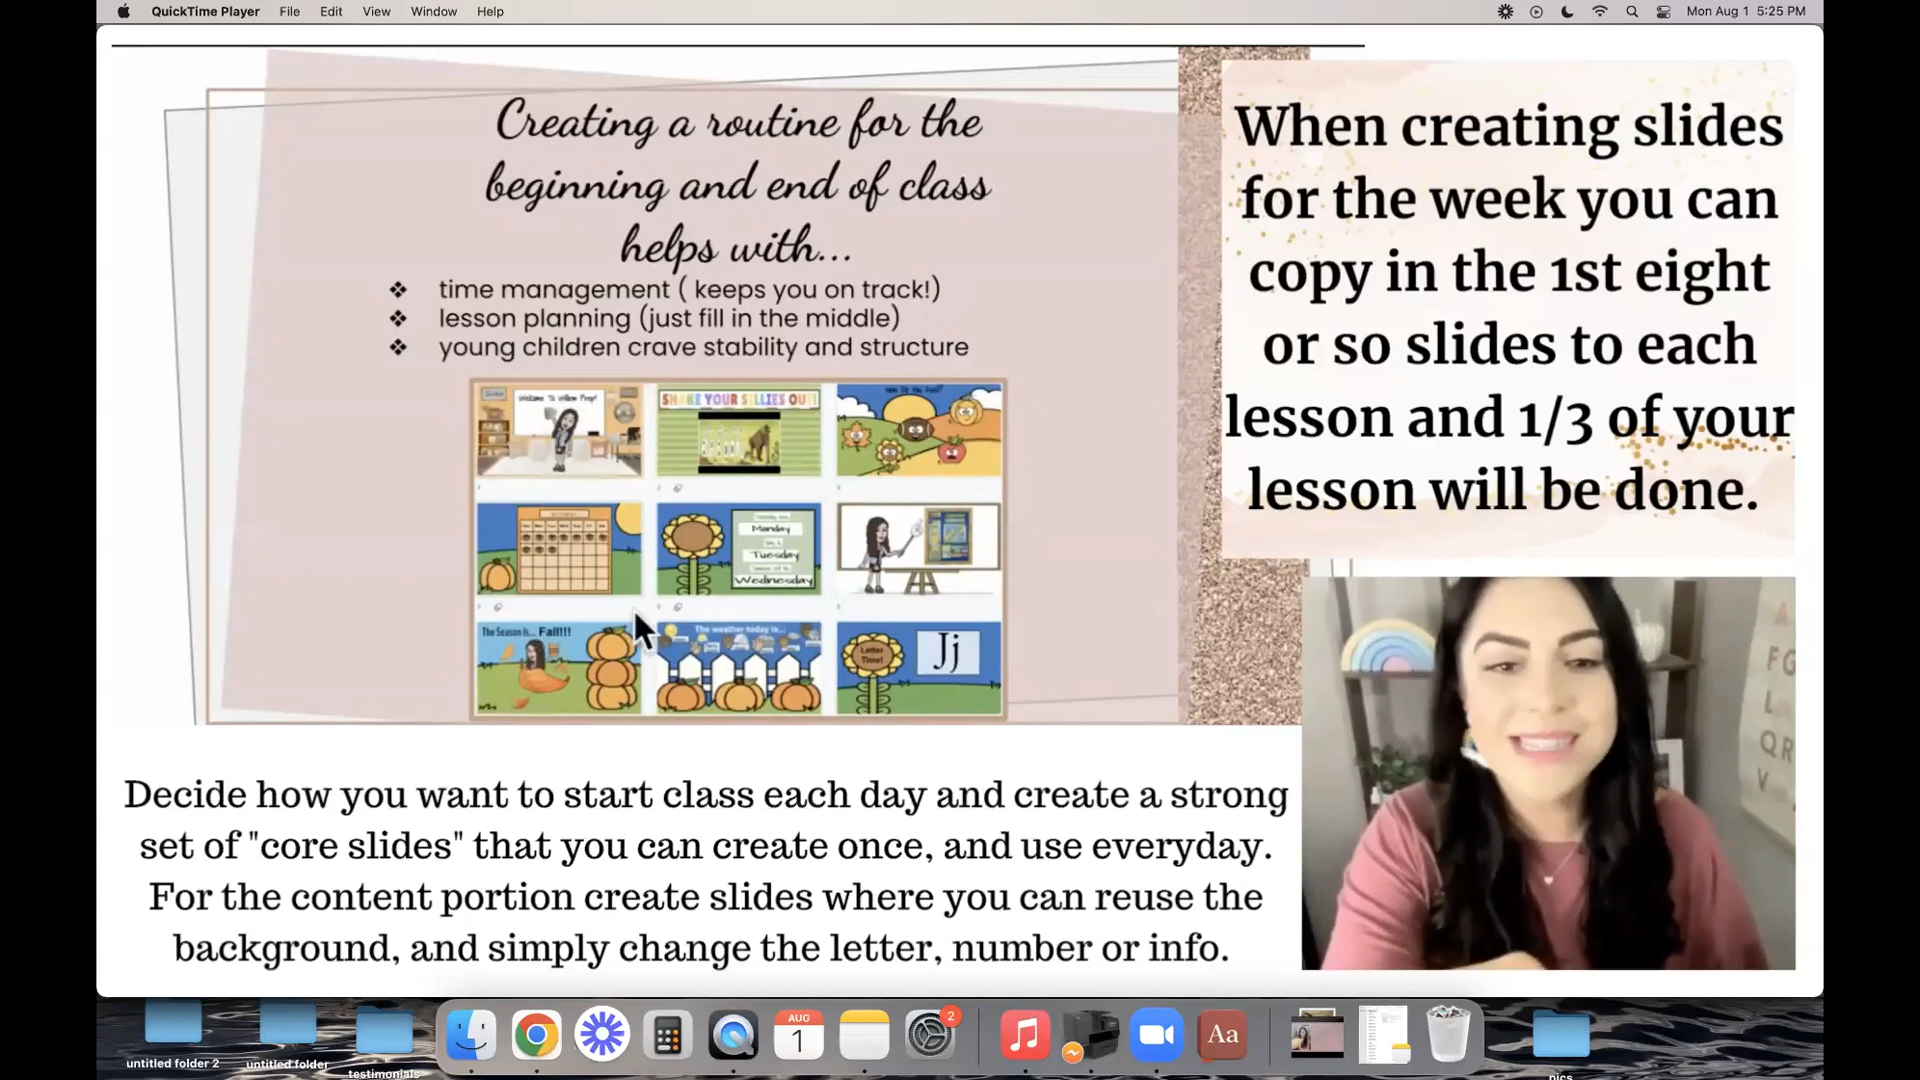 QuickTime Player File Edit View Window Help
Mon Aug 1 5:25 PM
Creating a routine for the
beginning and end of class
helps with...
❖ time management ( keeps you on track!)
❖ lesson planning (just fill in the middle)
❖ young children crave stability and structure
SHAKE YOUR SILLIES OUT!
How Do You Feel?
Monday
Tuesday
Wednesday
The Season Is... Fall!!!
The weather today is...
Letter
Time!
Jj
When creating slides
for the week you can
copy in the 1st eight
or so slides to each
lesson and 1/3 of your
lesson will be done.
A
F G
L
Q R
V
Decide how you want to start class each day and create a strong
set of "core slides" that you can create once, and use everyday.
For the content portion create slides where you can reuse the
background, and simply change the letter, number or info.
AUG
1
2
Aa
untitled folder 2
untitled folder
testimonials
pics